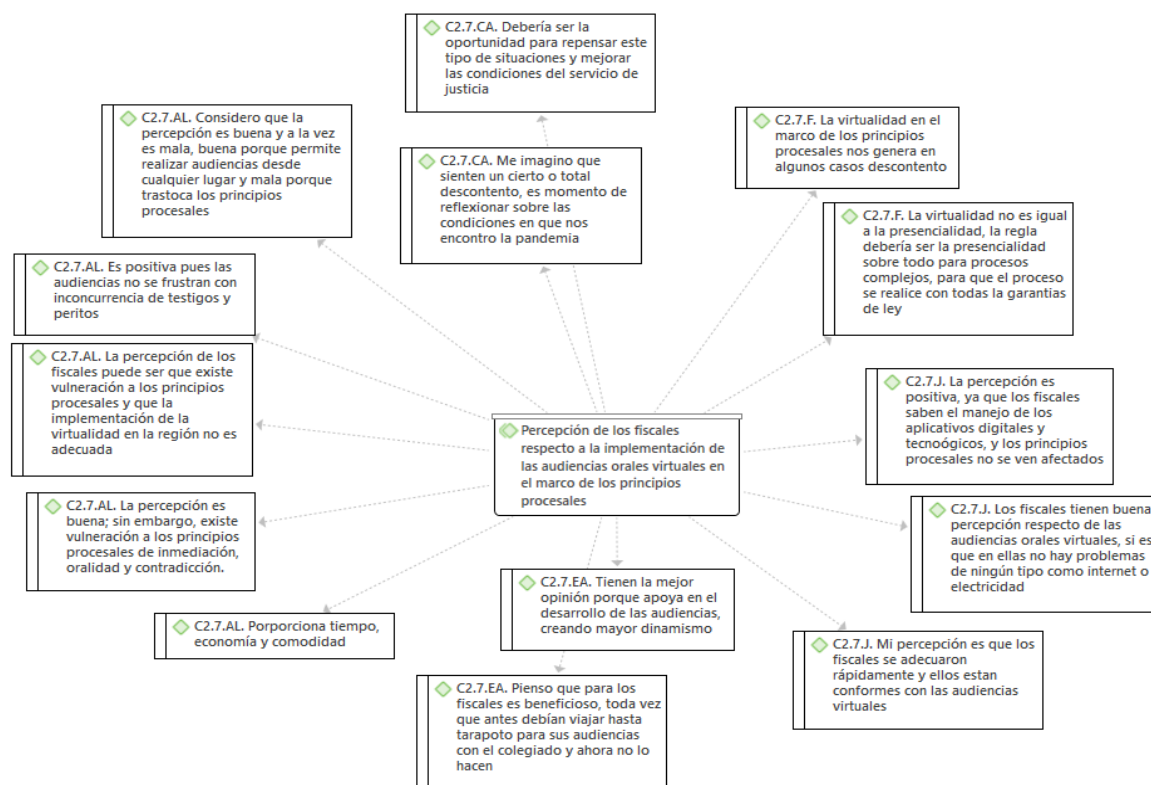 C2.7.CA. Debería ser la
oportunidad para repensar este
tipo de situaciones y mejorar
las condiciones del servicio de
justicia
C2.7.AL. Considero que la
percepción es buena y a la vez
es mala, buena porque permite
realizar audiencias desde
cualquier lugar y mala porque
trastoca los principios
procesales
C2.7.CA. Me imagino que
sienten un cierto o total
descontento, es momento de
reflexionar sobre las
condiciones en que nos
encontro la pandemia
C2.7.F. La virtualidad en el
marco de los principios
procesales nos genera en
algunos casos descontento
C2.7.F. La virtualidad no es igual
a la presencialidad, la regla
debería ser la presencialidad
sobre todo para procesos
complejos, para que el proceso
se realice con todas la garantias
de ley
C2.7.AL. Es positiva pues las
audiencias no se frustran con
inconcurrencia de testigos y
peritos
C2.7.AL. La percepción de los
fiscales puede ser que existe
vulneración a los principios
procesales y que la
implementación de la
virtualidad en la región no es
adecuada
C2.7.J. La percepción es
positiva, ya que los fiscales
saben el manejo de los
aplicativos digitales y
tecnoógicos, y los principios
procesales no se ven afectados
Percepción de los fiscales
respecto a la implementación de
las audiencias orales virtuales en
el marco de los principios
procesales
C2.7.AL. La percepción es
buena; sin embargo, existe
vulneración a los principios
procesales de inmediación,
oralidad y contradicción.
C2.7.J. Los fiscales tienen buena
percepción respecto de las
audiencias orales virtuales, si es
que en ellas no hay problemas
de ningún tipo como internet o
electricidad
C2.7.EA. Tienen la mejor
opinión porque apoya en el
desarrollo de las audiencias,
creando mayor dinamismo
C2.7.AL. Porporciona tiempo,
economía y comodidad
C2.7.J. Mi percepción es que los
fiscales se adecuaron
rápidamente y ellos estan
conformes con las audiencias
virtuales
C2.7.EA. Pienso que para los
fiscales es beneficioso, toda vez
que antes debían viajar hasta
tarapoto para sus audiencias
con el colegiado y ahora no lo
hacen